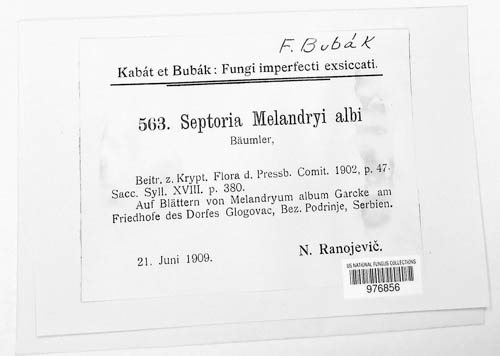 F. Bubák
Kabát et Bubák: Fungi imperfecti exsiccati.
563. Septoria Melandryi albi
Bäumler,
Beitr. z. Krypt. Flora d. Pressb. Comit. 1902, p. 47.
Sacc. Syll. XVIII. p. 380.
Auf Blättern von Melandryum album Garcke am
Friedhofe des Dorfes Glogovac, Bez. Podrinje, Serbien.
21. Juni 1909.
N. Ranojevič.
US NATIONAL FUNGUS COLLECTIONS
976856